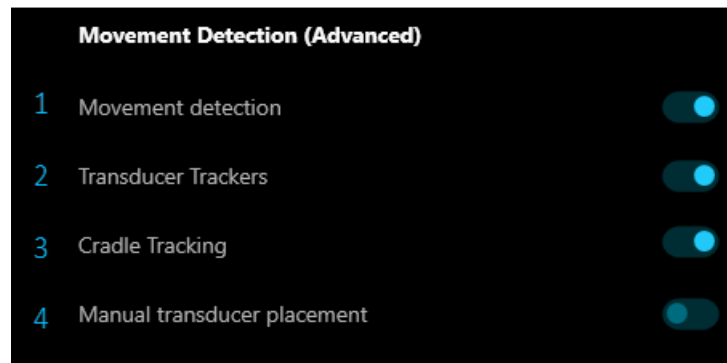 Movement Detection (Advanced)
1 Movement detection
2 Transducer Trackers
3 Cradle Tracking
4 Manual transducer placement